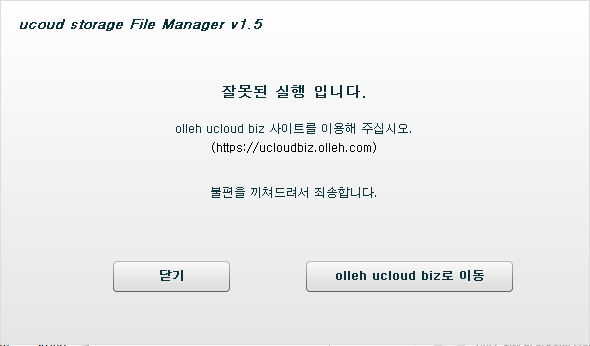 ucoud storage File Manager v1.5
잘못된 실행 입니다.
olleh ucloud biz 사이트를 이용해 주십시오.
(https://ucloudbiz.olleh.com)
불편을 끼쳐드려서 죄송합니다.
닫기
olleh ucloud biz로 이동